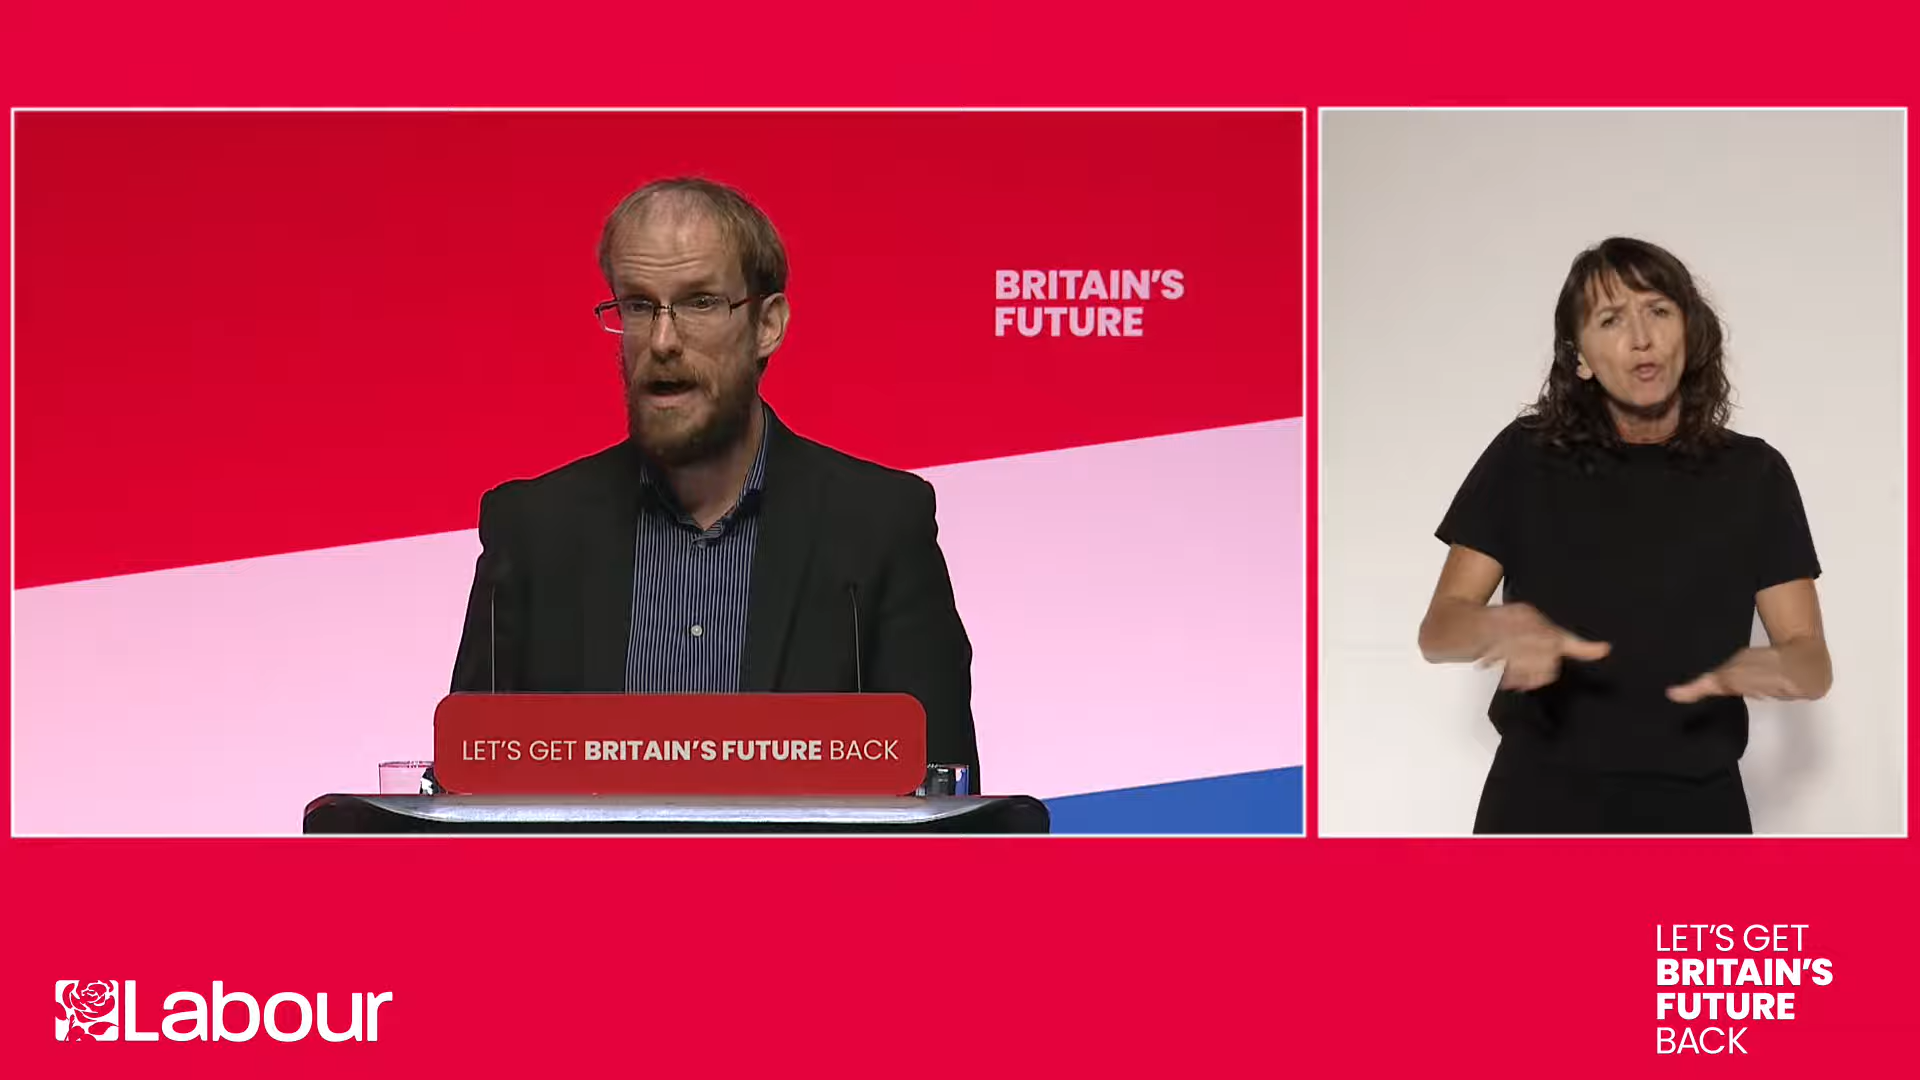 BRITAIN'S
FUTURE
LET'S GET BRITAIN'S FUTURE BACK
Labour
LET'S GET
BRITAIN'S
FUTURE
BACK